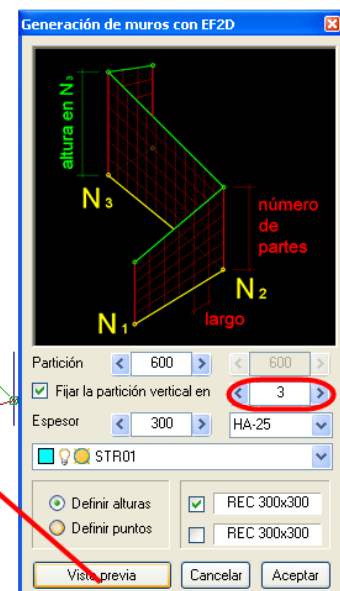 Generación de muros con EF2D
altura en N₃
N₃
número
de
partes
N₂
largo
N₁
Partición < 600 > < 600 >
Fijar la partición vertical en < 3 >
Espesor < 300 > HA-25
STR01
Definir alturas REC 300x300
Definir puntos REC 300x300
Vista previa Cancelar Aceptar